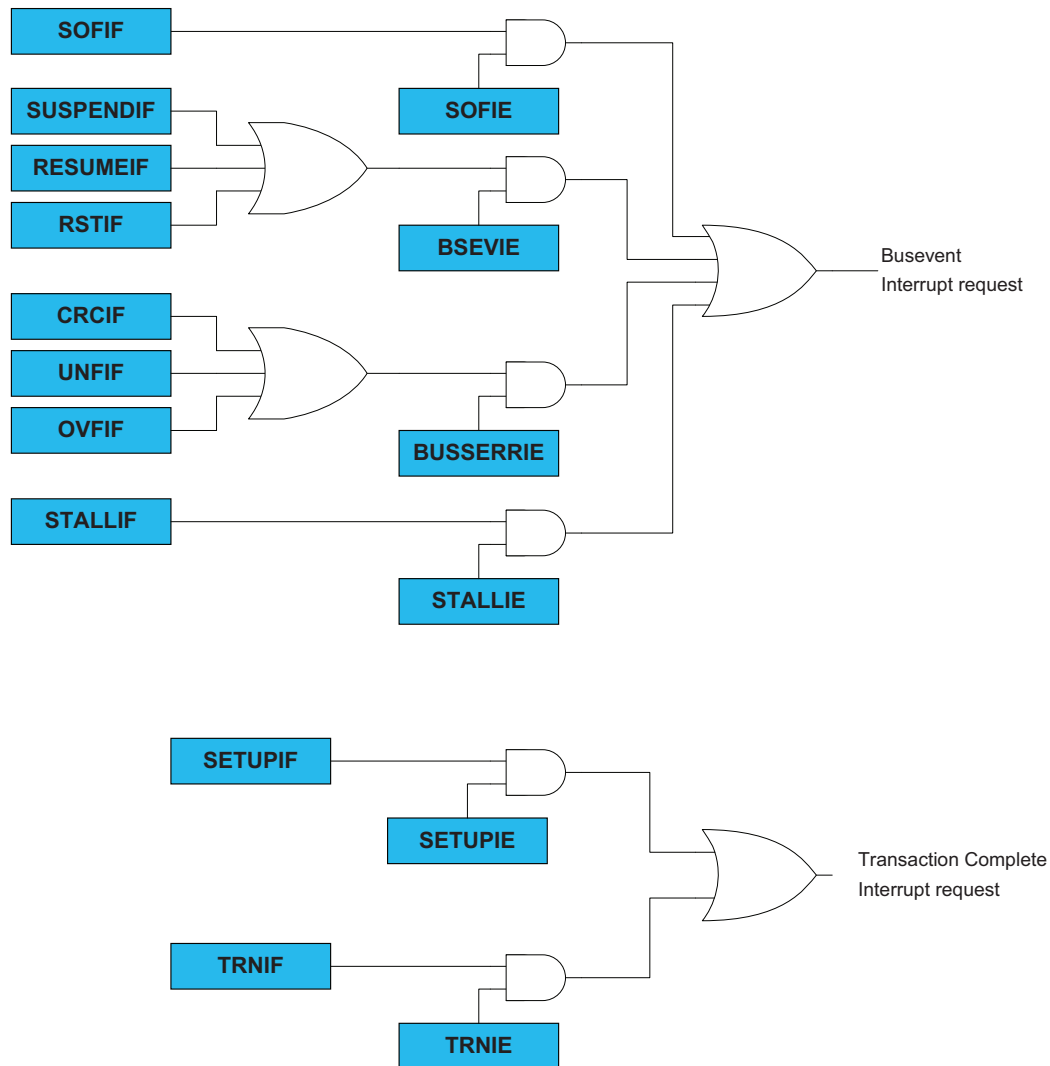 SOFIF
SOFIE
SUSPENDIF
RESUMEIF
RSTIF
BSEVIE
Busevent
Interrupt request
CRCIF
UNFIF
OVFIF
BUSSERRIE
STALLIF
STALLIE
SETUPIF
SETUPIE
Transaction Complete
Interrupt request
TRNIF
TRNIE